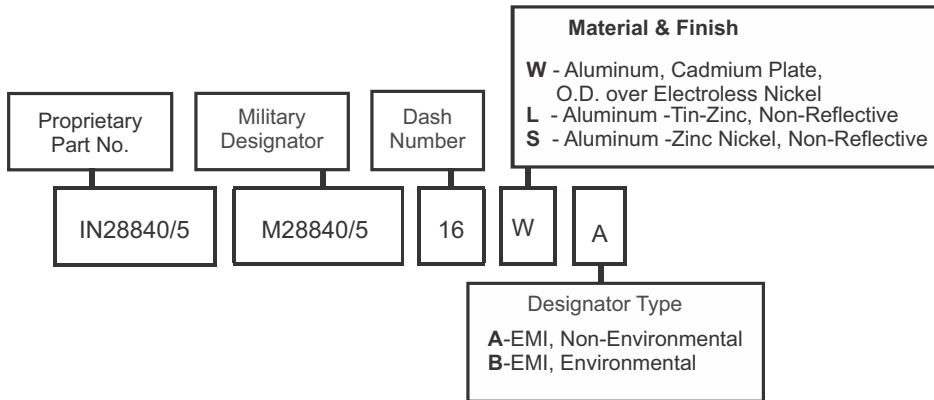 Material & Finish
W - Aluminum, Cadmium Plate,
O.D. over Electroless Nickel
L - Aluminum -Tin-Zinc, Non-Reflective
S - Aluminum -Zinc Nickel, Non-Reflective
Proprietary
Part No.
Military
Designator
Dash
Number
IN28840/5
M28840/5
16
W
A
Designator Type
A-EMI, Non-Environmental
B-EMI, Environmental